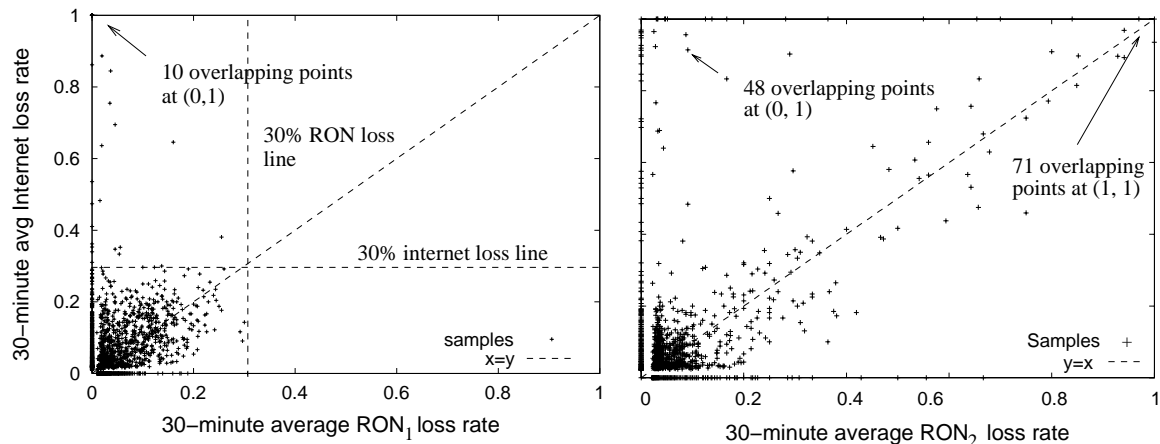 30−minute avg Internet loss rate
1
0.8
0.6
0.4
0.2
0
10 overlapping points
at (0,1)
30% RON loss
line
30% internet loss line
samples
x=y
0
0.2
0.4
0.6
0.8
1
30−minute average RON1 loss rate
48 overlapping points
at (0, 1)
71 overlapping
points at (1, 1)
Samples
y=x
0
0.2
0.4
0.6
0.8
1
30−minute average RON2 loss rate